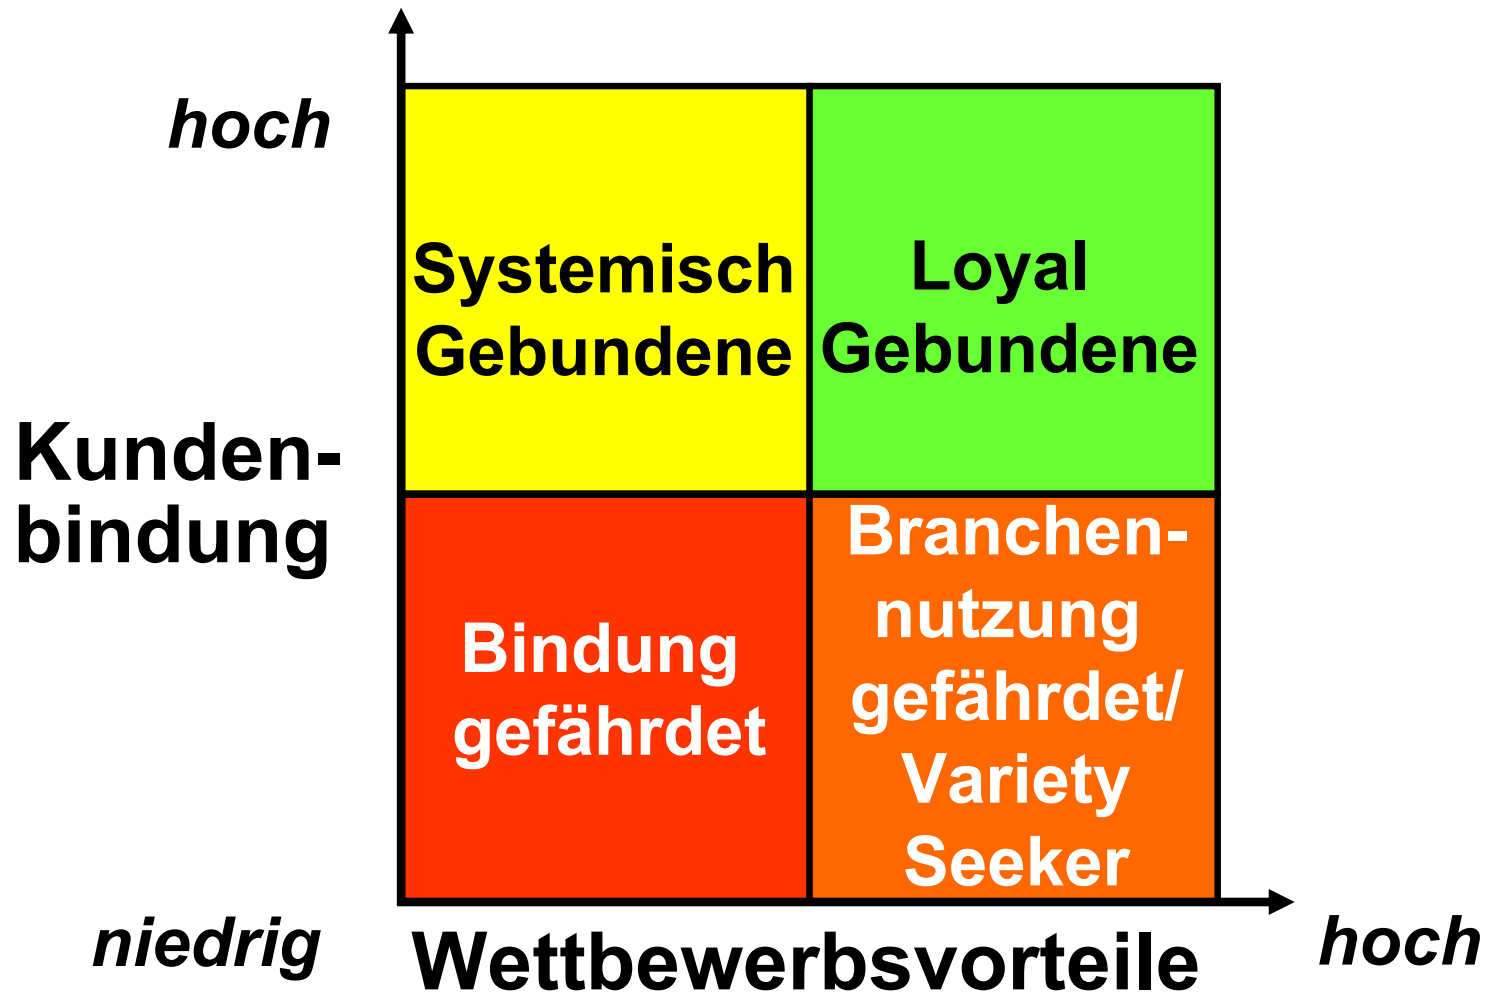 hoch
Systemisch
Gebundene
Loyal
Gebundene
Kunden-
bindung
Bindung
gefährdet
Branchen-
nutzung
gefährdet/
Variety
Seeker
niedrig
Wettbewerbsvorteile
hoch